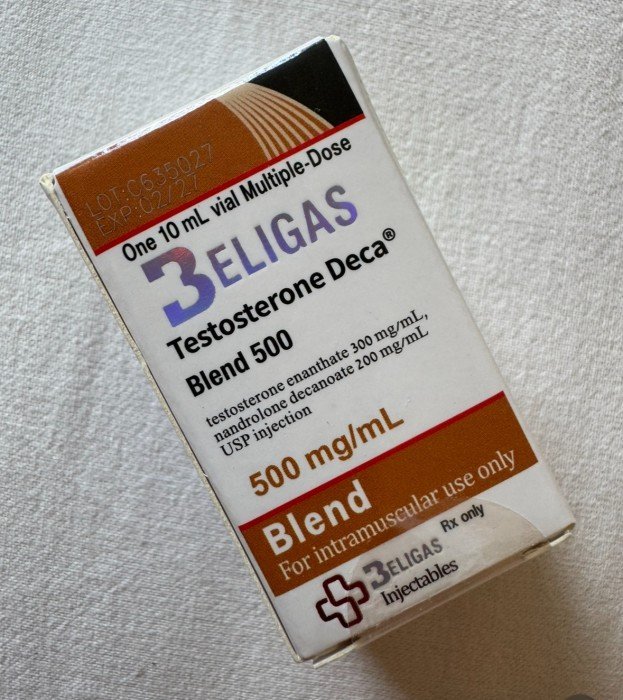 LOT:C635027
EXP:02/27
One 10 mL vial Multiple-Dose
BELIGAS
Testosterone Deca®
Blend 500
testosterone enanthate 300 mg/mL,
nandrolone decanoate 200 mg/mL
USP injection
500 mg/mL
Blend
For intramuscular use only
Rx only
BELIGAS
Injectables